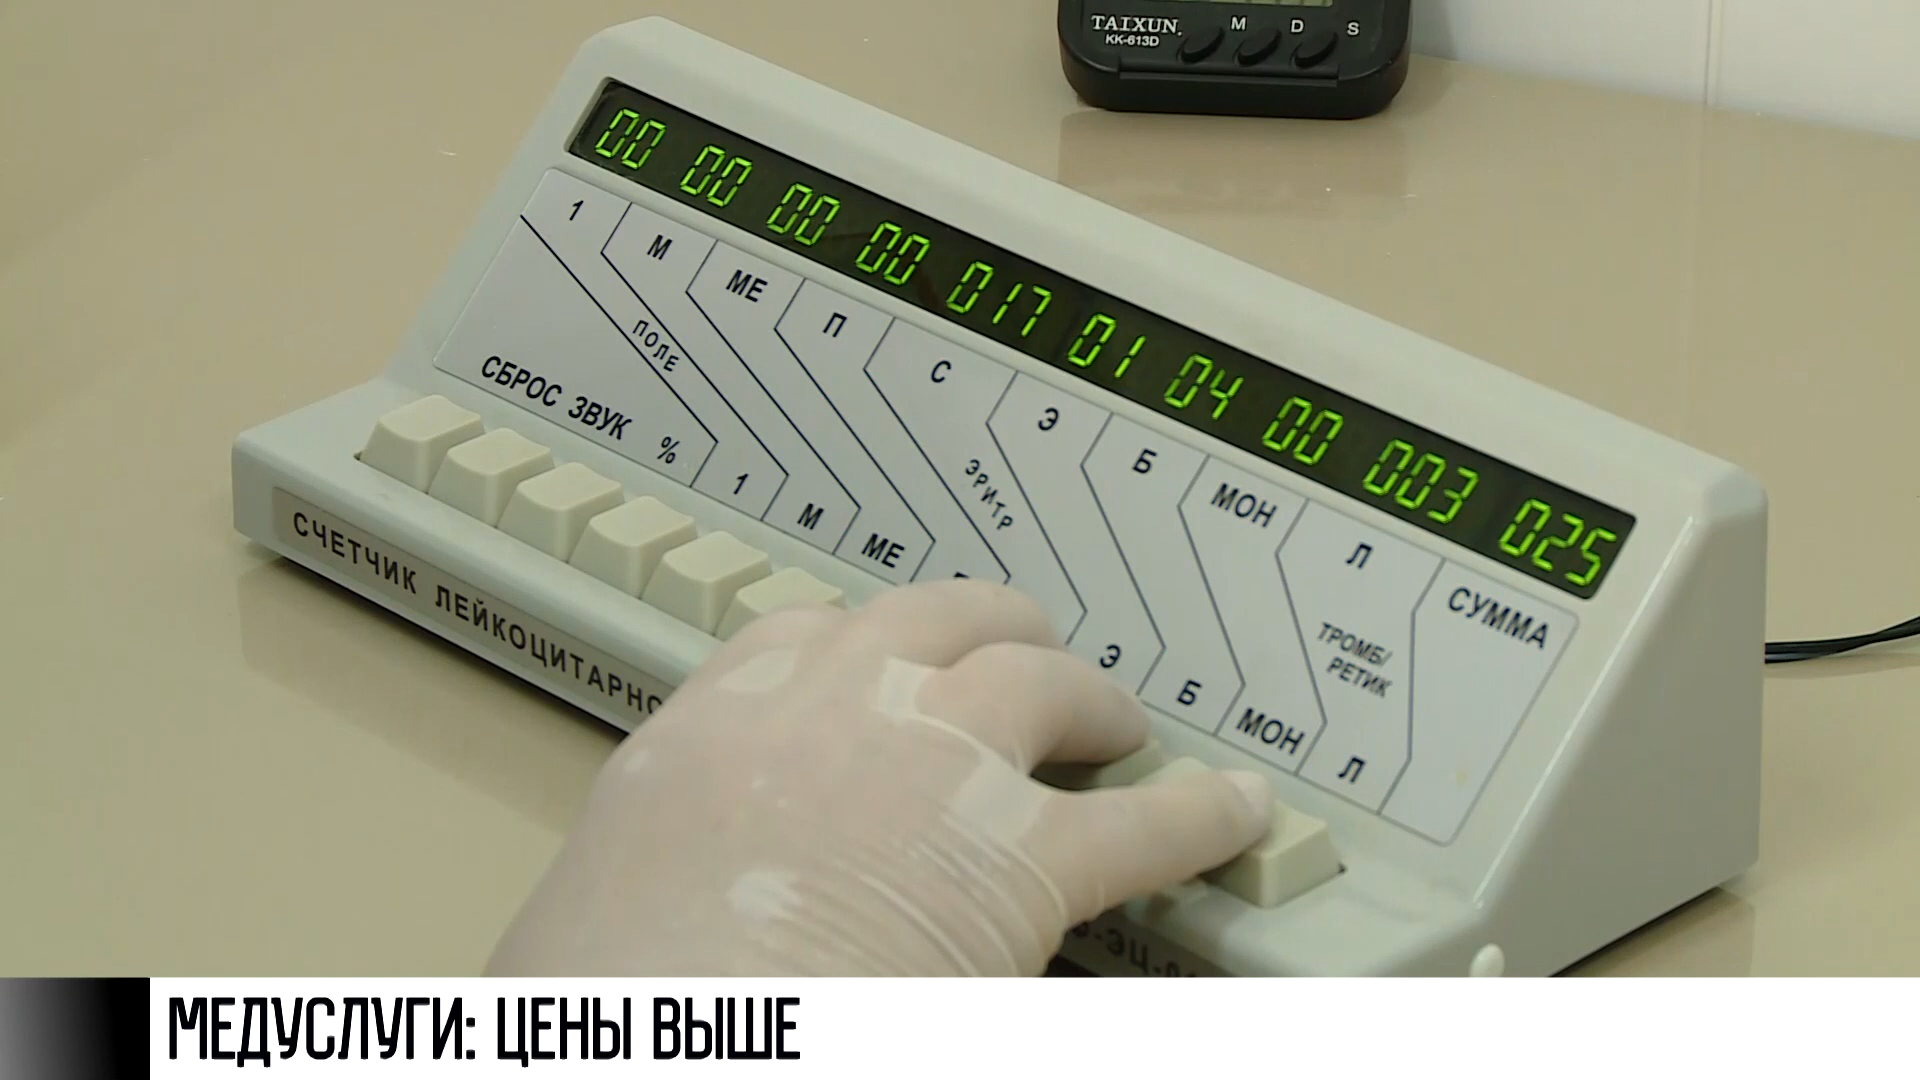 TAIXUN
KK-613D
M D S
00 00 00 00 017 01 04 00 003 025
1 М МЕ П С Э Б МОН Л СУММА
ПОЛЕ
ЭРИТР
ТРОМБ/
РЕТИК
СБРОС ЗВУК % 1 М МЕ
Э Б МОН Л
СЧЕТЧИК ЛЕЙКОЦИТАРНО
МЕДУСЛУГИ: ЦЕНЫ ВЫШЕ